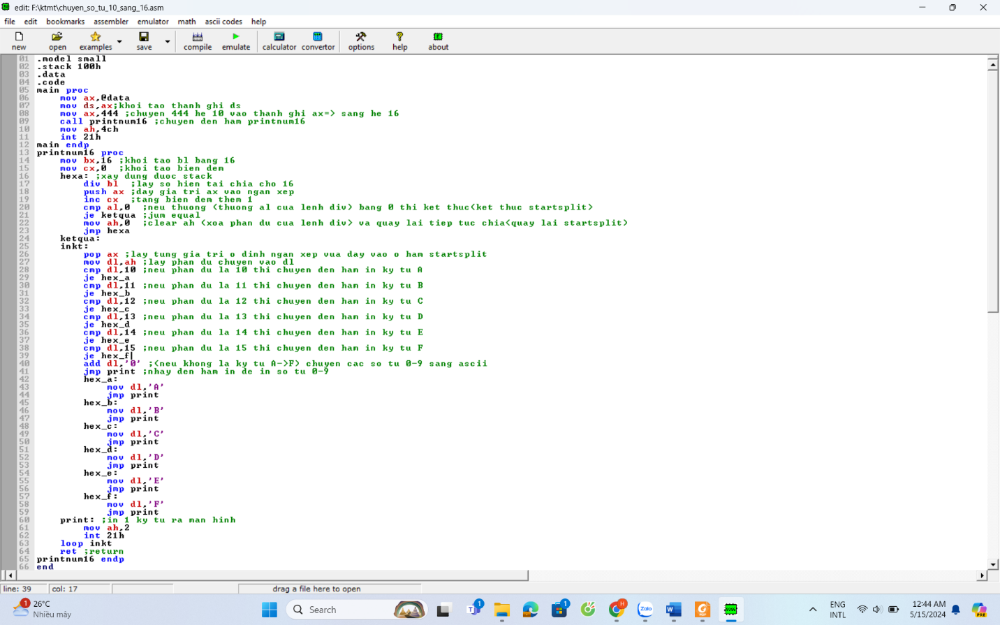 edit: F:\ktmt\chuyen_so_tu_10_sang_16.asm
file edit bookmarks assembler emulator math ascii codes help
new open examples save compile emulate calculator convertor options help about
01 .model small
02 .stack 100h
03 .data
04 .code
05 main proc
06 mov ax,@data
07 mov ds,ax;khoi tao thanh ghi ds
08 mov ax,444 ;chuyen 444 he 10 vao thanh ghi ax=> sang he 16
09 call printnum16 ;chuyen den ham printnum16
10 mov ah,4ch
11 int 21h
12 main endp
13 printnum16 proc
14 mov bx,16 ;khoi tao bl bang 16
15 mov cx,0 ;khoi tao bien dem
16 hexa: ;xay dung duoc stack
17 div bl ;lay so hien tai chia cho 16
18 push ax ;day gia tri ax vao ngan xep
19 inc cx ;tang bien dem them 1
20 cmp al,0 ;neu thuong (thuong al cua lenh div) bang 0 thi ket thuc(ket thuc startsplit)
21 je ketqua ;jum equal
22 mov ah,0 ;clear ah (xoa phan du cua lenh div) va quay lai tiep tuc chia(quay lai startsplit)
23 jmp hexa
24 ketqua:
25 inkt:
26 pop ax ;lay tung gia tri o dinh ngan xep vua day vao o ham startsplit
27 mov dl,ah ;lay phan du chuyen vao dl
28 cmp dl,10 ;neu phan du la 10 thi chuyen den ham in ky tu A
29 je hex_a
30 cmp dl,11 ;neu phan du la 11 thi chuyen den ham in ky tu B
31 je hex_b
32 cmp dl,12 ;neu phan du la 12 thi chuyen den ham in ky tu C
33 je hex_c
34 cmp dl,13 ;neu phan du la 13 thi chuyen den ham in ky tu D
35 je hex_d
36 cmp dl,14 ;neu phan du la 14 thi chuyen den ham in ky tu E
37 je hex_e
38 cmp dl,15 ;neu phan du la 15 thi chuyen den ham in ky tu F
39 je hex_f
40 add dl,'0' ;(neu khong la ky tu A->F) chuyen cac so tu 0-9 sang ascii
41 jmp print ;nhay den ham in de in so tu 0-9
42 hex_a:
43 mov dl,'A'
44 jmp print
45 hex_b:
46 mov dl,'B'
47 jmp print
48 hex_c:
49 mov dl,'C'
50 jmp print
51 hex_d:
52 mov dl,'D'
53 jmp print
54 hex_e:
55 mov dl,'E'
56 jmp print
57 hex_f:
58 mov dl,'F'
59 jmp print
60 print: ;in 1 ky tu ra man hinh
61 mov ah,2
62 int 21h
63 loop inkt
64 ret ;return
65 printnum16 endp
66 end
line: 39 col: 17 drag a file here to open
1 26°C
Nhiều mây
Search
1
1
H
Zalo
W
ENG
INTL
12:44 AM
5/15/2024
PRE